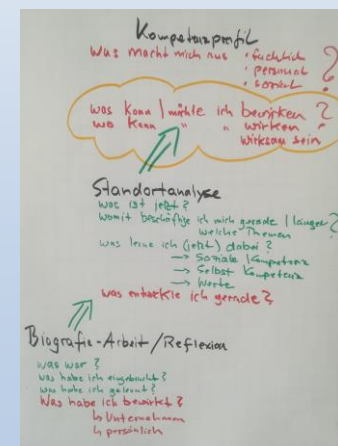 Kompetenzprofil
Was macht mich aus • fachlich
• personal
• sozial ?
was kann / möchte ich bewirken ?
wo kann " " wirken
wirksam sein
Standortanalyse
was ist jetzt ?
womit beschäftige ich mich gerade / länger ?
welche Themen
was lerne ich (jetzt) dabei ?
→ Soziale Kompetenz
→ Selbst Kompetenz
→ Werte
was entwickle ich gerade ?
Biografie-Arbeit / Reflexion
was war ?
was habe ich eingebracht ?
was habe ich gelernt ?
Was habe ich bewirkt ?
↳ Unternehmen
↳ persönlich